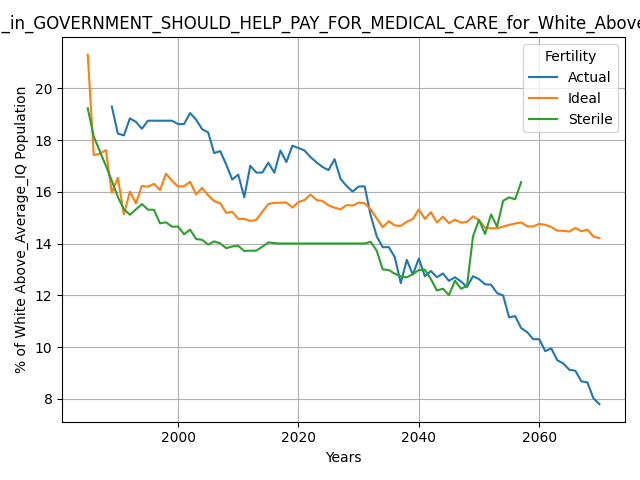 _in_GOVERNMENT_SHOULD_HELP_PAY_FOR_MEDICAL_CARE_for_White_Above
Fertility
Actual
Ideal
Sterile
% of White Above_Average_IQ Population
20
18
16
14
12
10
8
2000 2020 2040 2060
Years